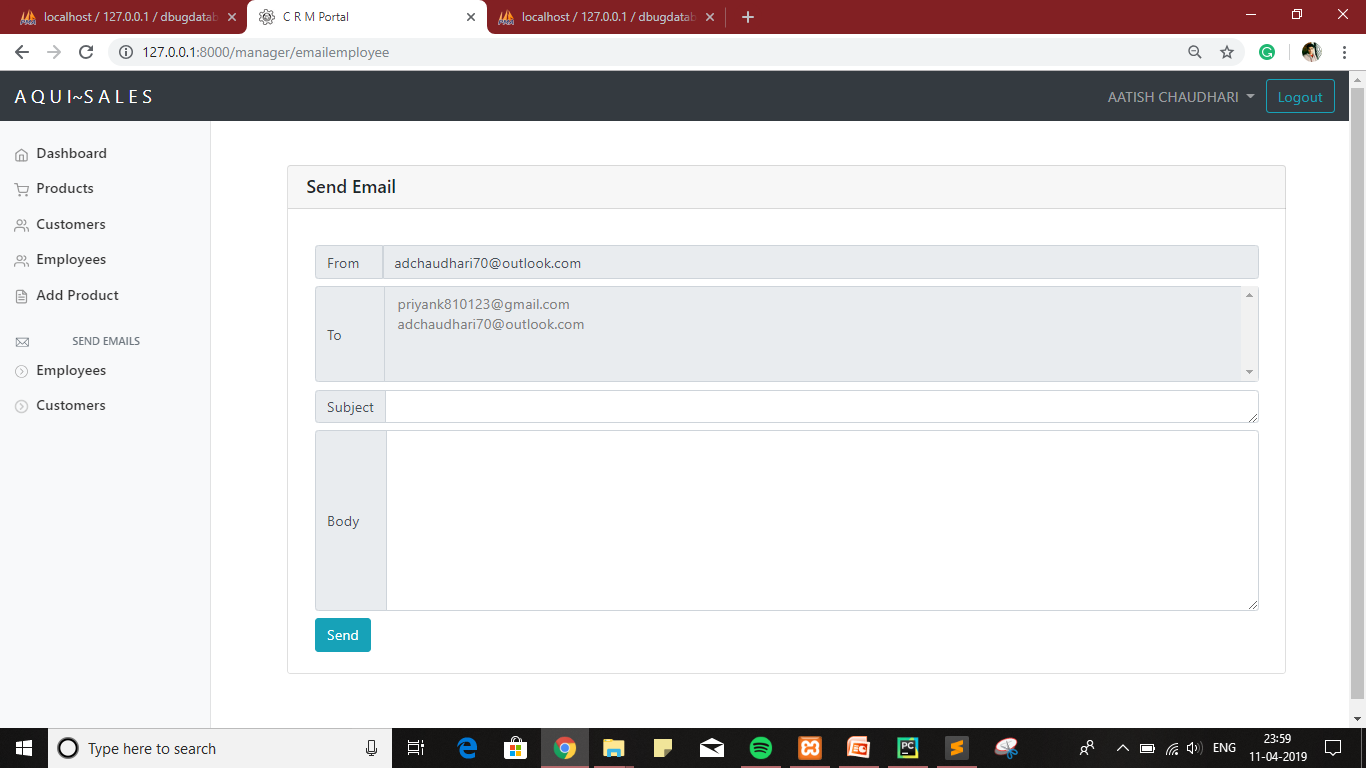 localhost / 127.0.0.1 / dbugdatab
C R M Portal
localhost / 127.0.0.1 / dbugdatab
127.0.0.1:8000/manager/emailemployee
AQUI~SALES
AATISH CHAUDHARI
Logout
Dashboard
Products
Customers
Employees
Add Product
SEND EMAILS
Employees
Customers
Send Email
From
adchaudhari70@outlook.com
To
priyank810123@gmail.com
adchaudhari70@outlook.com
Subject
Body
Send
Type here to search
ENG
23:59
11-04-2019